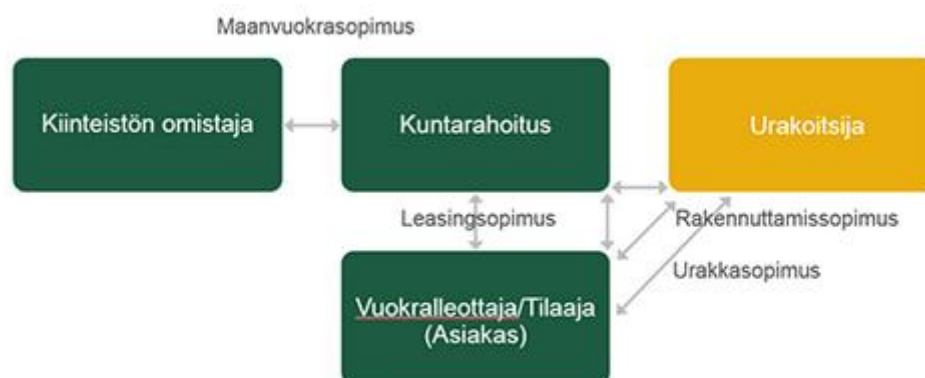 Maanvuokrasopimus
Kiinteistön omistaja
Kuntarahoitus
Urakoitsija
Leasingsopimus
Rakennuttamissopimus
Urakkasopimus
Vuokralleottaja/Tilaaja
(Asiakas)